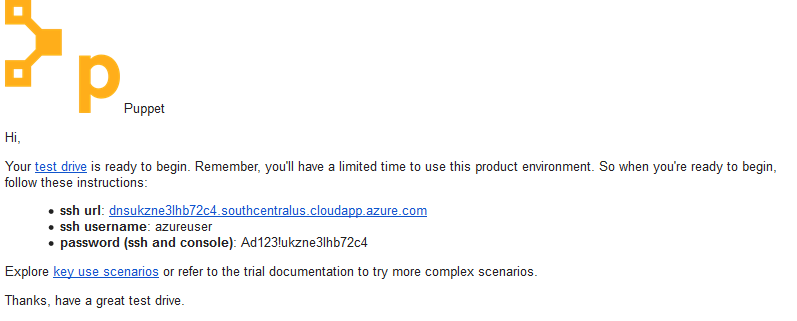 p Puppet
Hi,
Your test drive is ready to begin. Remember, you'll have a limited time to use this product environment. So when you're ready to begin,
follow these instructions:
• ssh url: dnsukzne3lhb72c4.southcentralus.cloudapp.azure.com
• ssh username: azureuser
• password (ssh and console): Ad123!ukzne3lhb72c4
Explore key use scenarios or refer to the trial documentation to try more complex scenarios.
Thanks, have a great test drive.